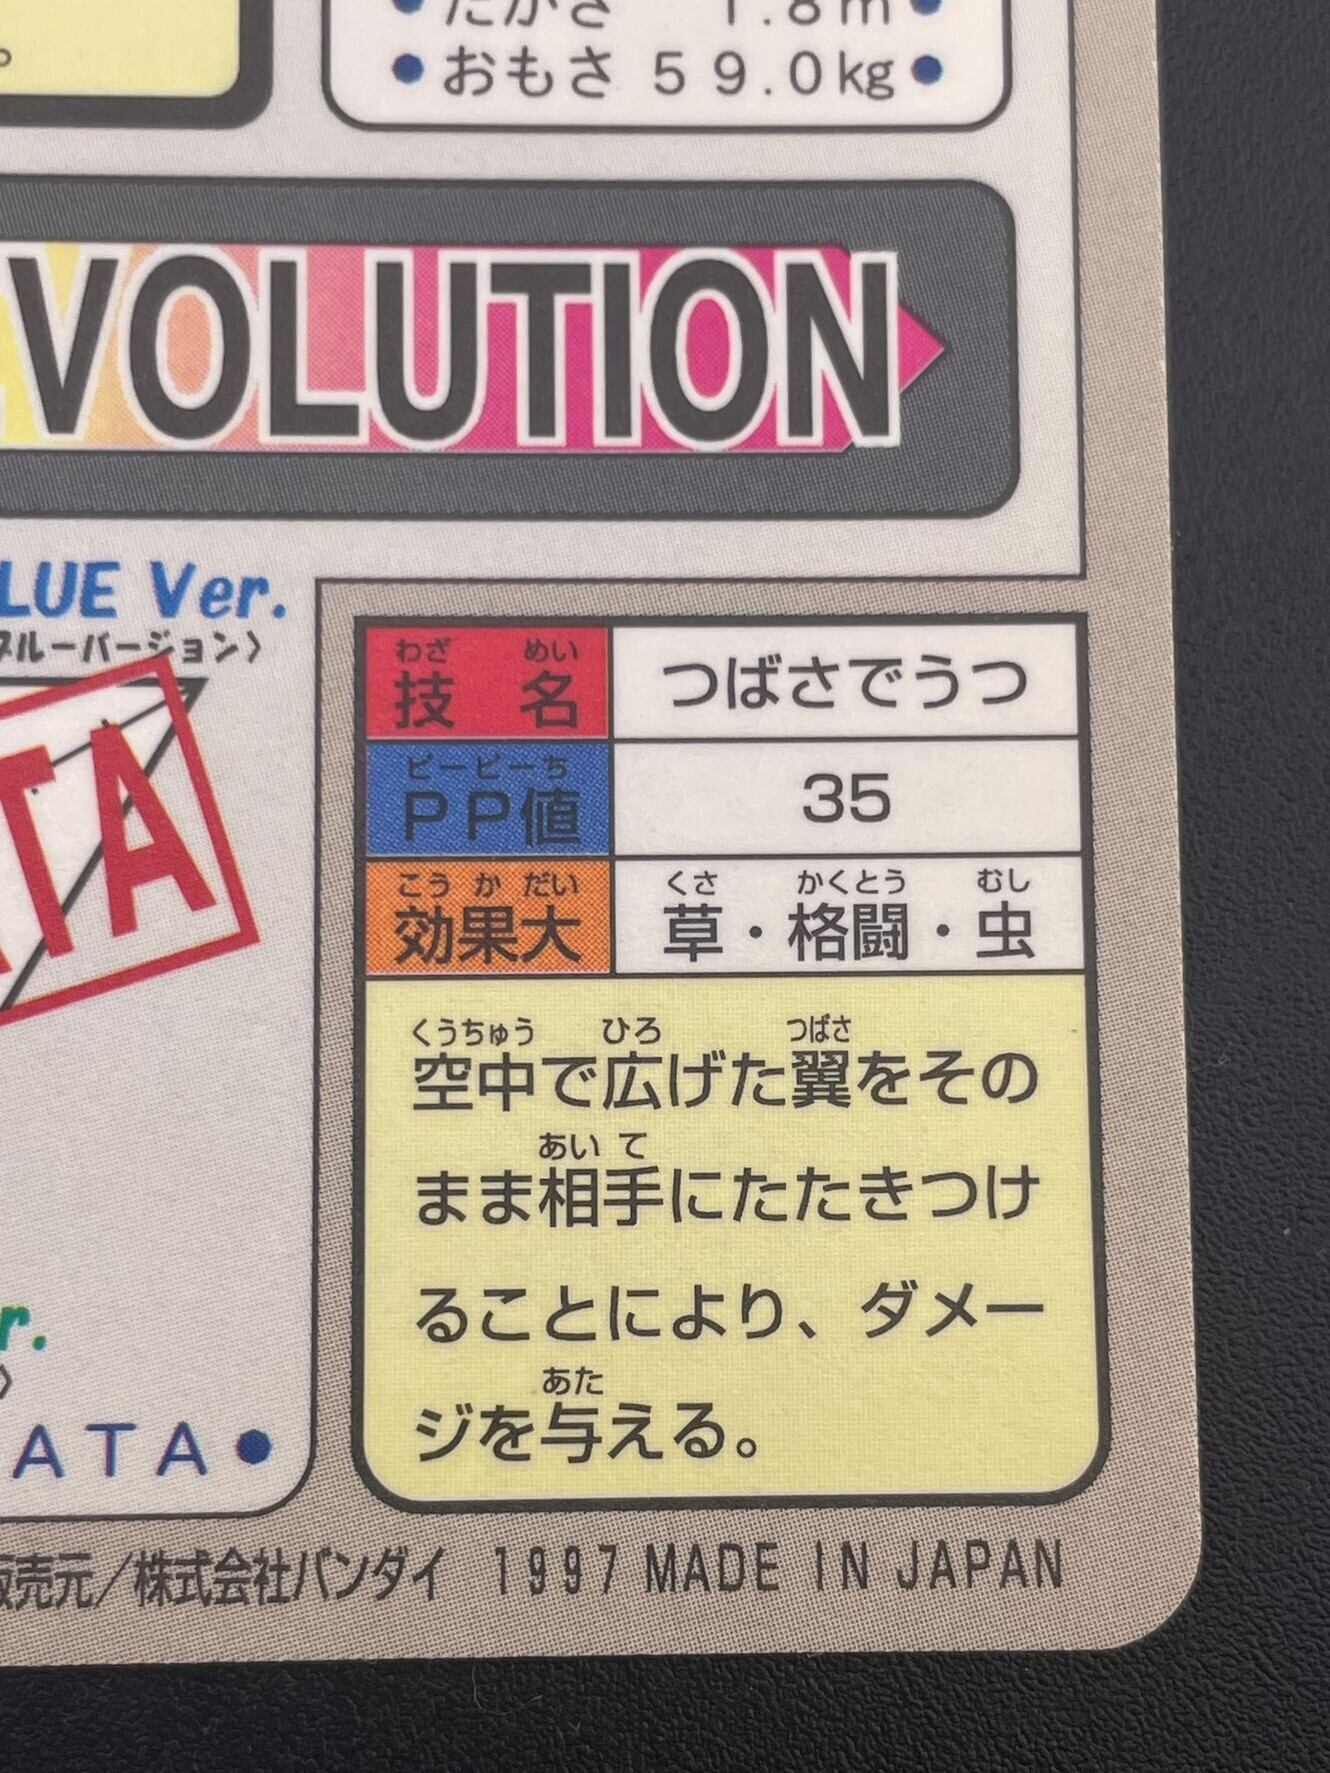 たかさ 1.8m
•おもさ 59.0kg•
VOLUTION
LUE Ver.
ブルーバージョン〉
TA
わざ めい
技 名
つばさでうつ
ピーピーち
PP値
35
こうかだい
効果大
くさ かくとう むし
草・格闘・虫
くうちゅう ひろ つばさ
空中で広げた翼をその
あいて
まま相手にたたきつけ
ることにより、ダメー
あた
ジを与える。
r.
〉
ATA•
販売元/株式会社バンダイ 1997 MADE IN JAPAN